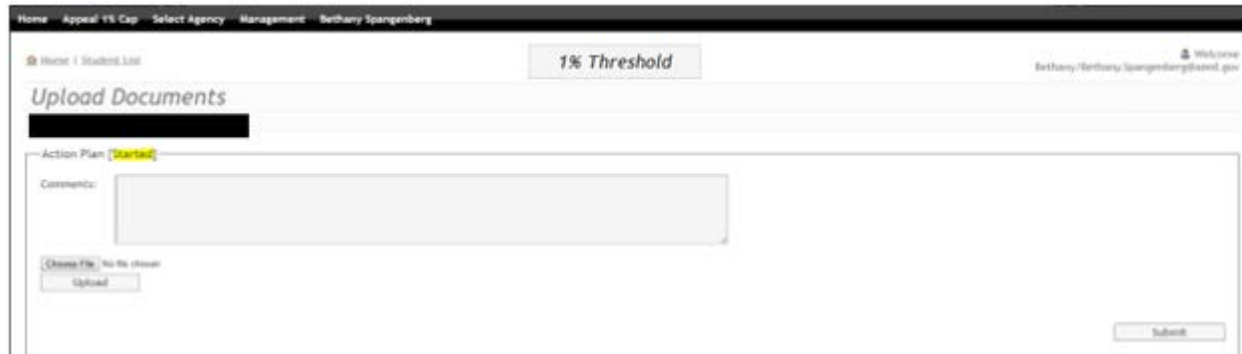 Home Appeal 1% Cap Select Agency Management Bethany Spangenberg
Home | Student List
1% Threshold
Welcome
Upload Documents
Action Plan [Started]
Comments:
Choose File No file chosen
Upload
Submit